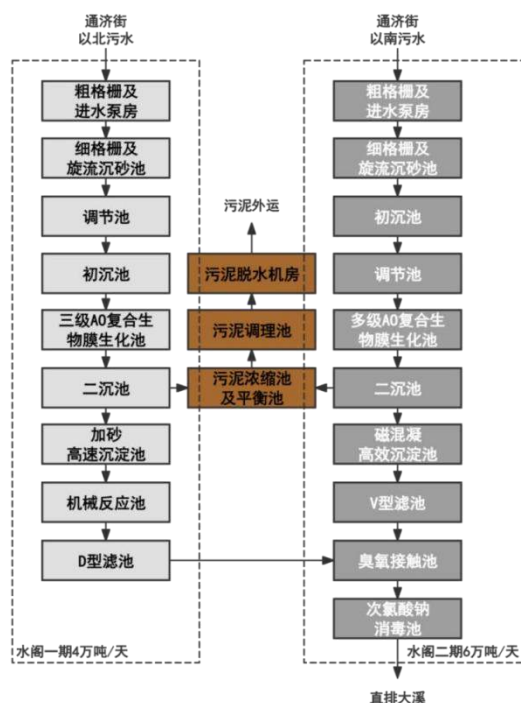 通济街
以北污水
粗格栅及
进水泵房
细格栅及
旋流沉砂池
调节池
初沉池
三级AO复合生
物膜生化池
二沉池
加砂
高速沉淀池
机械反应池
D型滤池
水阁一期4万吨/天
污泥外运
污泥脱水机房
污泥调理池
污泥浓缩池
及平衡池
通济街
以南污水
粗格栅及
进水泵房
细格栅及
旋流沉砂池
初沉池
调节池
多级AO复合生
物膜生化池
二沉池
磁混凝
高效沉淀池
V型滤池
臭氧接触池
次氯酸钠
消毒池
水阁二期6万吨/天
直排大溪